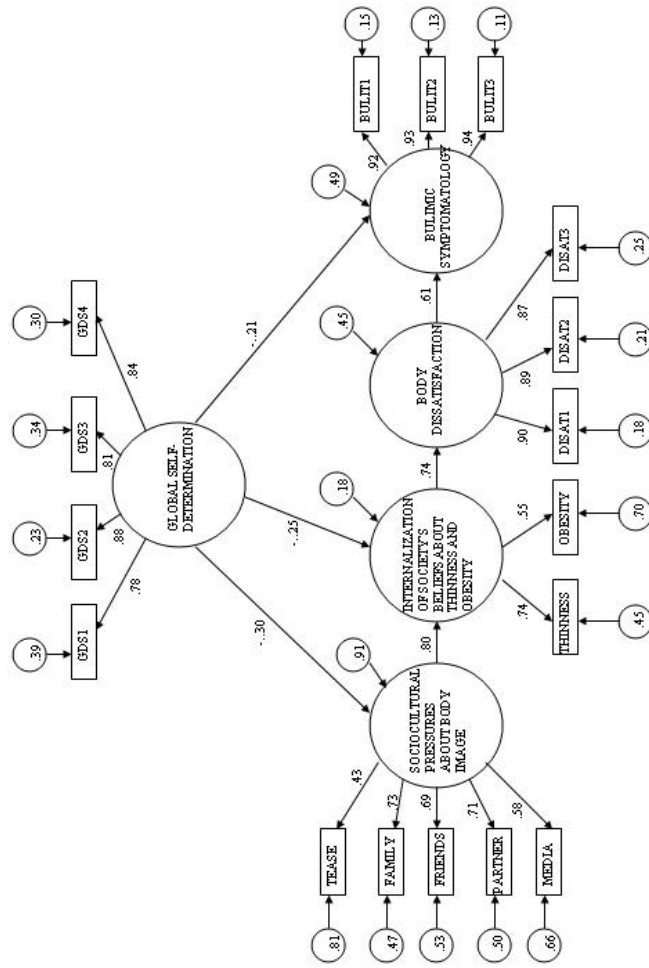 .39
.23
.34
.30
GDS1
GDS2
GDS3
GDS4
.78
.88
.81
.84
GLOBAL SELF-
DETERMINATION
-.30
-.25
-.21
.91
.18
.45
.49
SOCIOCULTURAL
PRESSURES
ABOUT BODY
IMAGE
.80
INTERNALIZATION
OF SOCIETY'S
BELIEFS ABOUT
THINNESS AND
OBESITY
.74
BODY
DISSATISFACTION
.61
BULIMIC
SYMPTOMATOLOGY
.43
.73
.69
.71
.58
TEASE
FAMILY
FRIENDS
PARTNER
MEDIA
.81
.47
.53
.50
.66
.74
.55
THINNESS
OBESITY
.45
.70
.90
.89
.87
DISAT1
DISAT2
DISAT3
.18
.21
.25
.92
.93
.94
BULIT1
BULIT2
BULIT3
.15
.13
.11